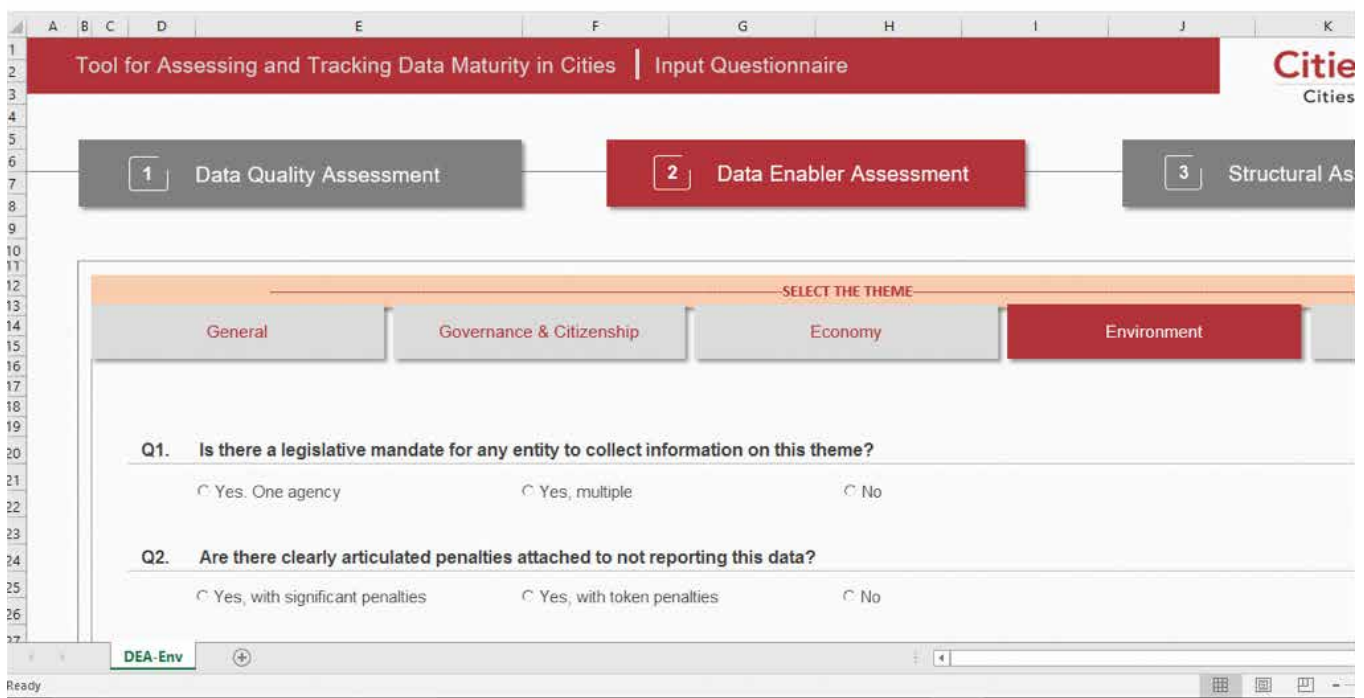 A B C D E F G H I J K
1
2
3
4
5
6
7
8
9
10
11
12
13
14
15
16
17
18
19
20
21
22
23
24
25
26
27
Tool for Assessing and Tracking Data Maturity in Cities | Input Questionnaire
Citie
Cities
1 Data Quality Assessment
2 Data Enabler Assessment
3 Structural As
SELECT THE THEME
General
Governance & Citizenship
Economy
Environment
Q1. Is there a legislative mandate for any entity to collect information on this theme?
Yes. One agency
Yes, multiple
No
Q2. Are there clearly articulated penalties attached to not reporting this data?
Yes, with significant penalties
Yes, with token penalties
No
DEA-Env
Ready